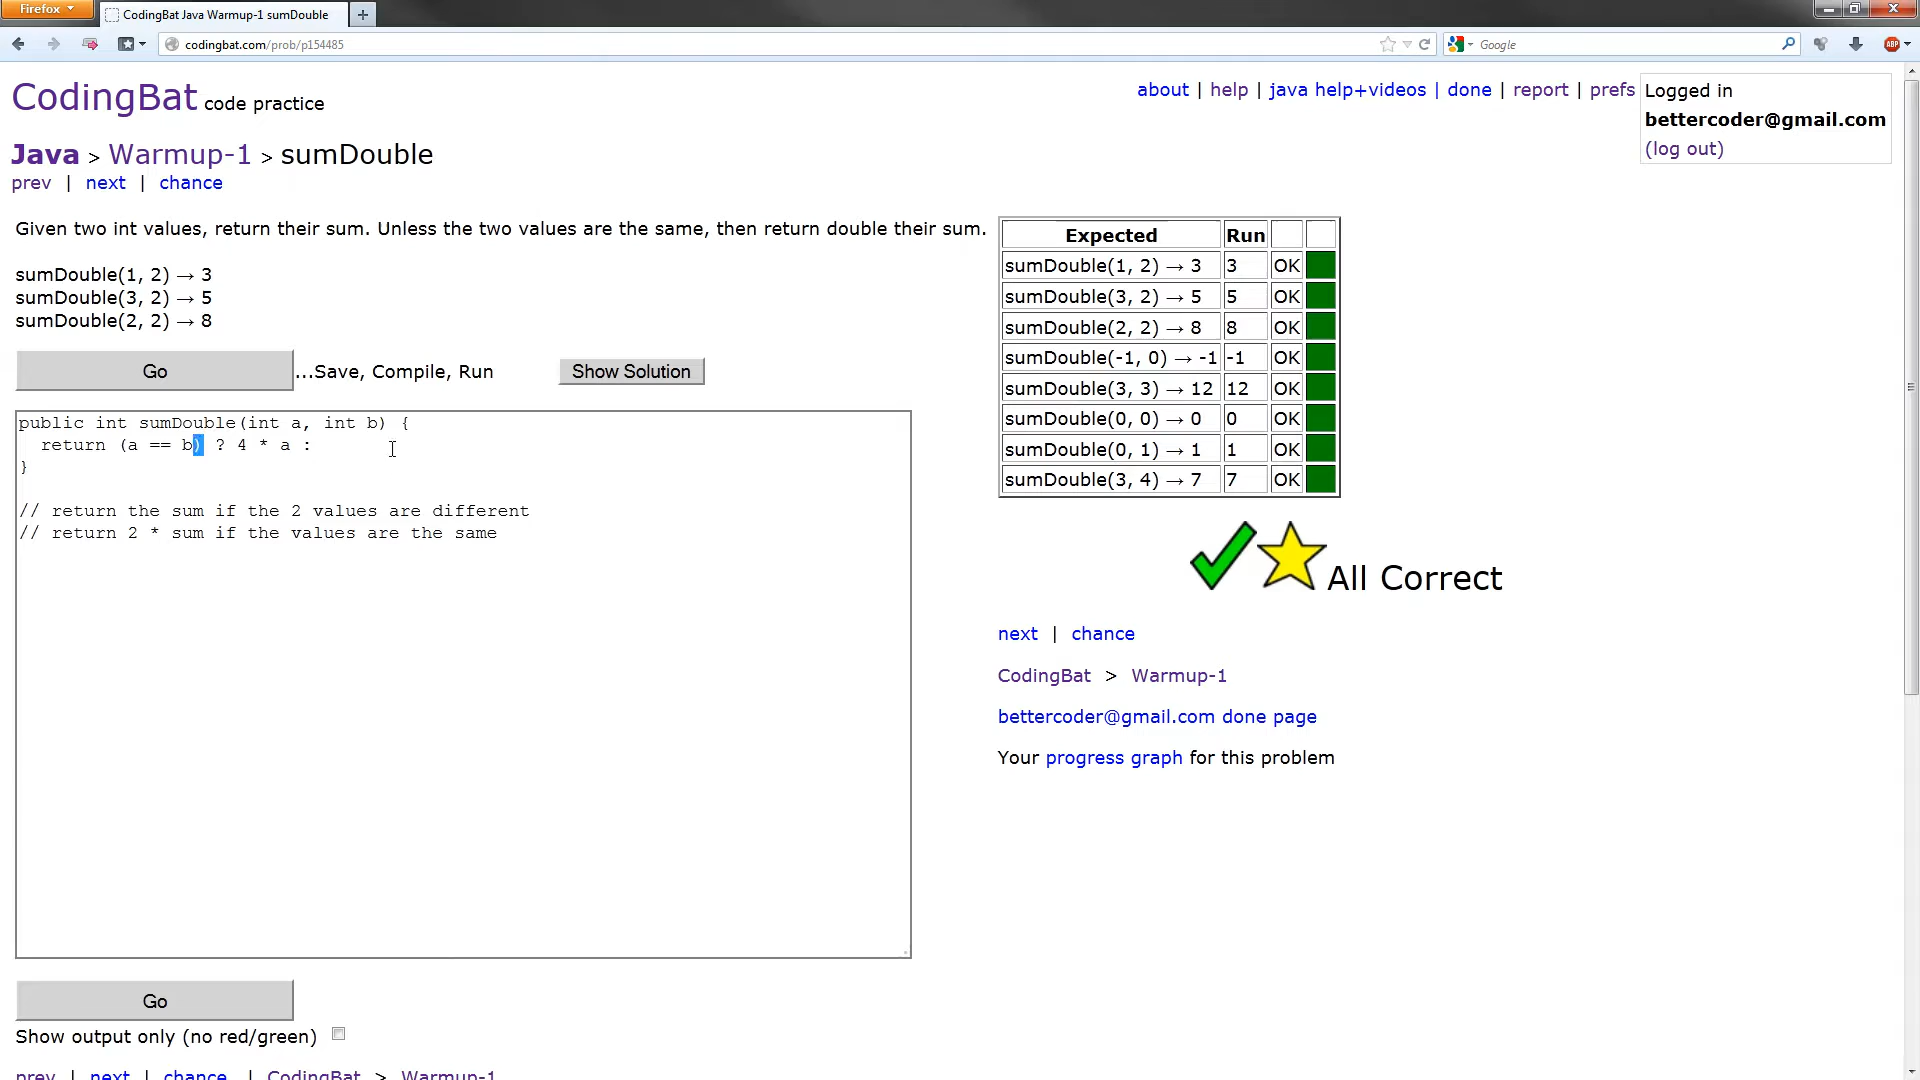 Firefox
CodingBat Java Warmup-1 sumDouble
codingbat.com/prob/p154485
Google
ABP
CodingBat code practice
about | help | java help+videos | done | report | prefs
Logged in
bettercoder@gmail.com
(log out)
Java > Warmup-1 > sumDouble
prev | next | chance
Given two int values, return their sum. Unless the two values are the same, then return double their sum.
sumDouble(1, 2) → 3
sumDouble(3, 2) → 5
sumDouble(2, 2) → 8
Go ...Save, Compile, Run Show Solution
public int sumDouble(int a, int b) {
return (a == b) ? 4 * a :
}
// return the sum if the 2 values are different
// return 2 * sum if the values are the same
Go
Show output only (no red/green)
prev | next | chance | CodingBat > Warmup-1
Expected Run
sumDouble(1, 2) → 3 3 OK
sumDouble(3, 2) → 5 5 OK
sumDouble(2, 2) → 8 8 OK
sumDouble(-1, 0) → -1 -1 OK
sumDouble(3, 3) → 12 12 OK
sumDouble(0, 0) → 0 0 OK
sumDouble(0, 1) → 1 1 OK
sumDouble(3, 4) → 7 7 OK
All Correct
next | chance
CodingBat > Warmup-1
bettercoder@gmail.com done page
Your progress graph for this problem